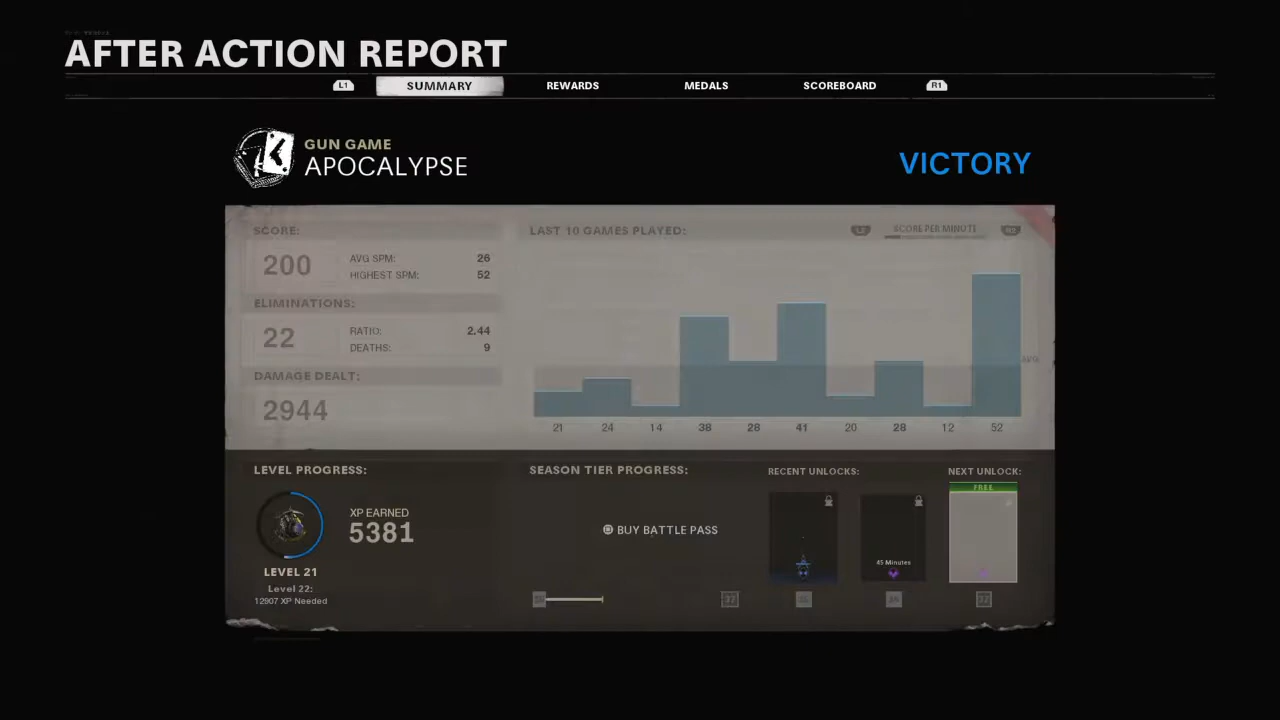 AFTER ACTION REPORT
L1 SUMMARY REWARDS MEDALS SCOREBOARD R1
GUN GAME
APOCALYPSE
VICTORY
SCORE:
200
AVG SPM: 26
HIGHEST SPM: 52
ELIMINATIONS:
22
RATIO: 2.44
DEATHS: 9
DAMAGE DEALT:
2944
LAST 10 GAMES PLAYED:
L2 SCORE PER MINUTE R2
AVG
21 24 14 38 28 41 20 28 12 52
LEVEL PROGRESS:
XP EARNED
5381
LEVEL 21
Level 22:
12907 XP Needed
SEASON TIER PROGRESS:
BUY BATTLE PASS
RECENT UNLOCKS:
45 Minutes
NEXT UNLOCK:
FREE